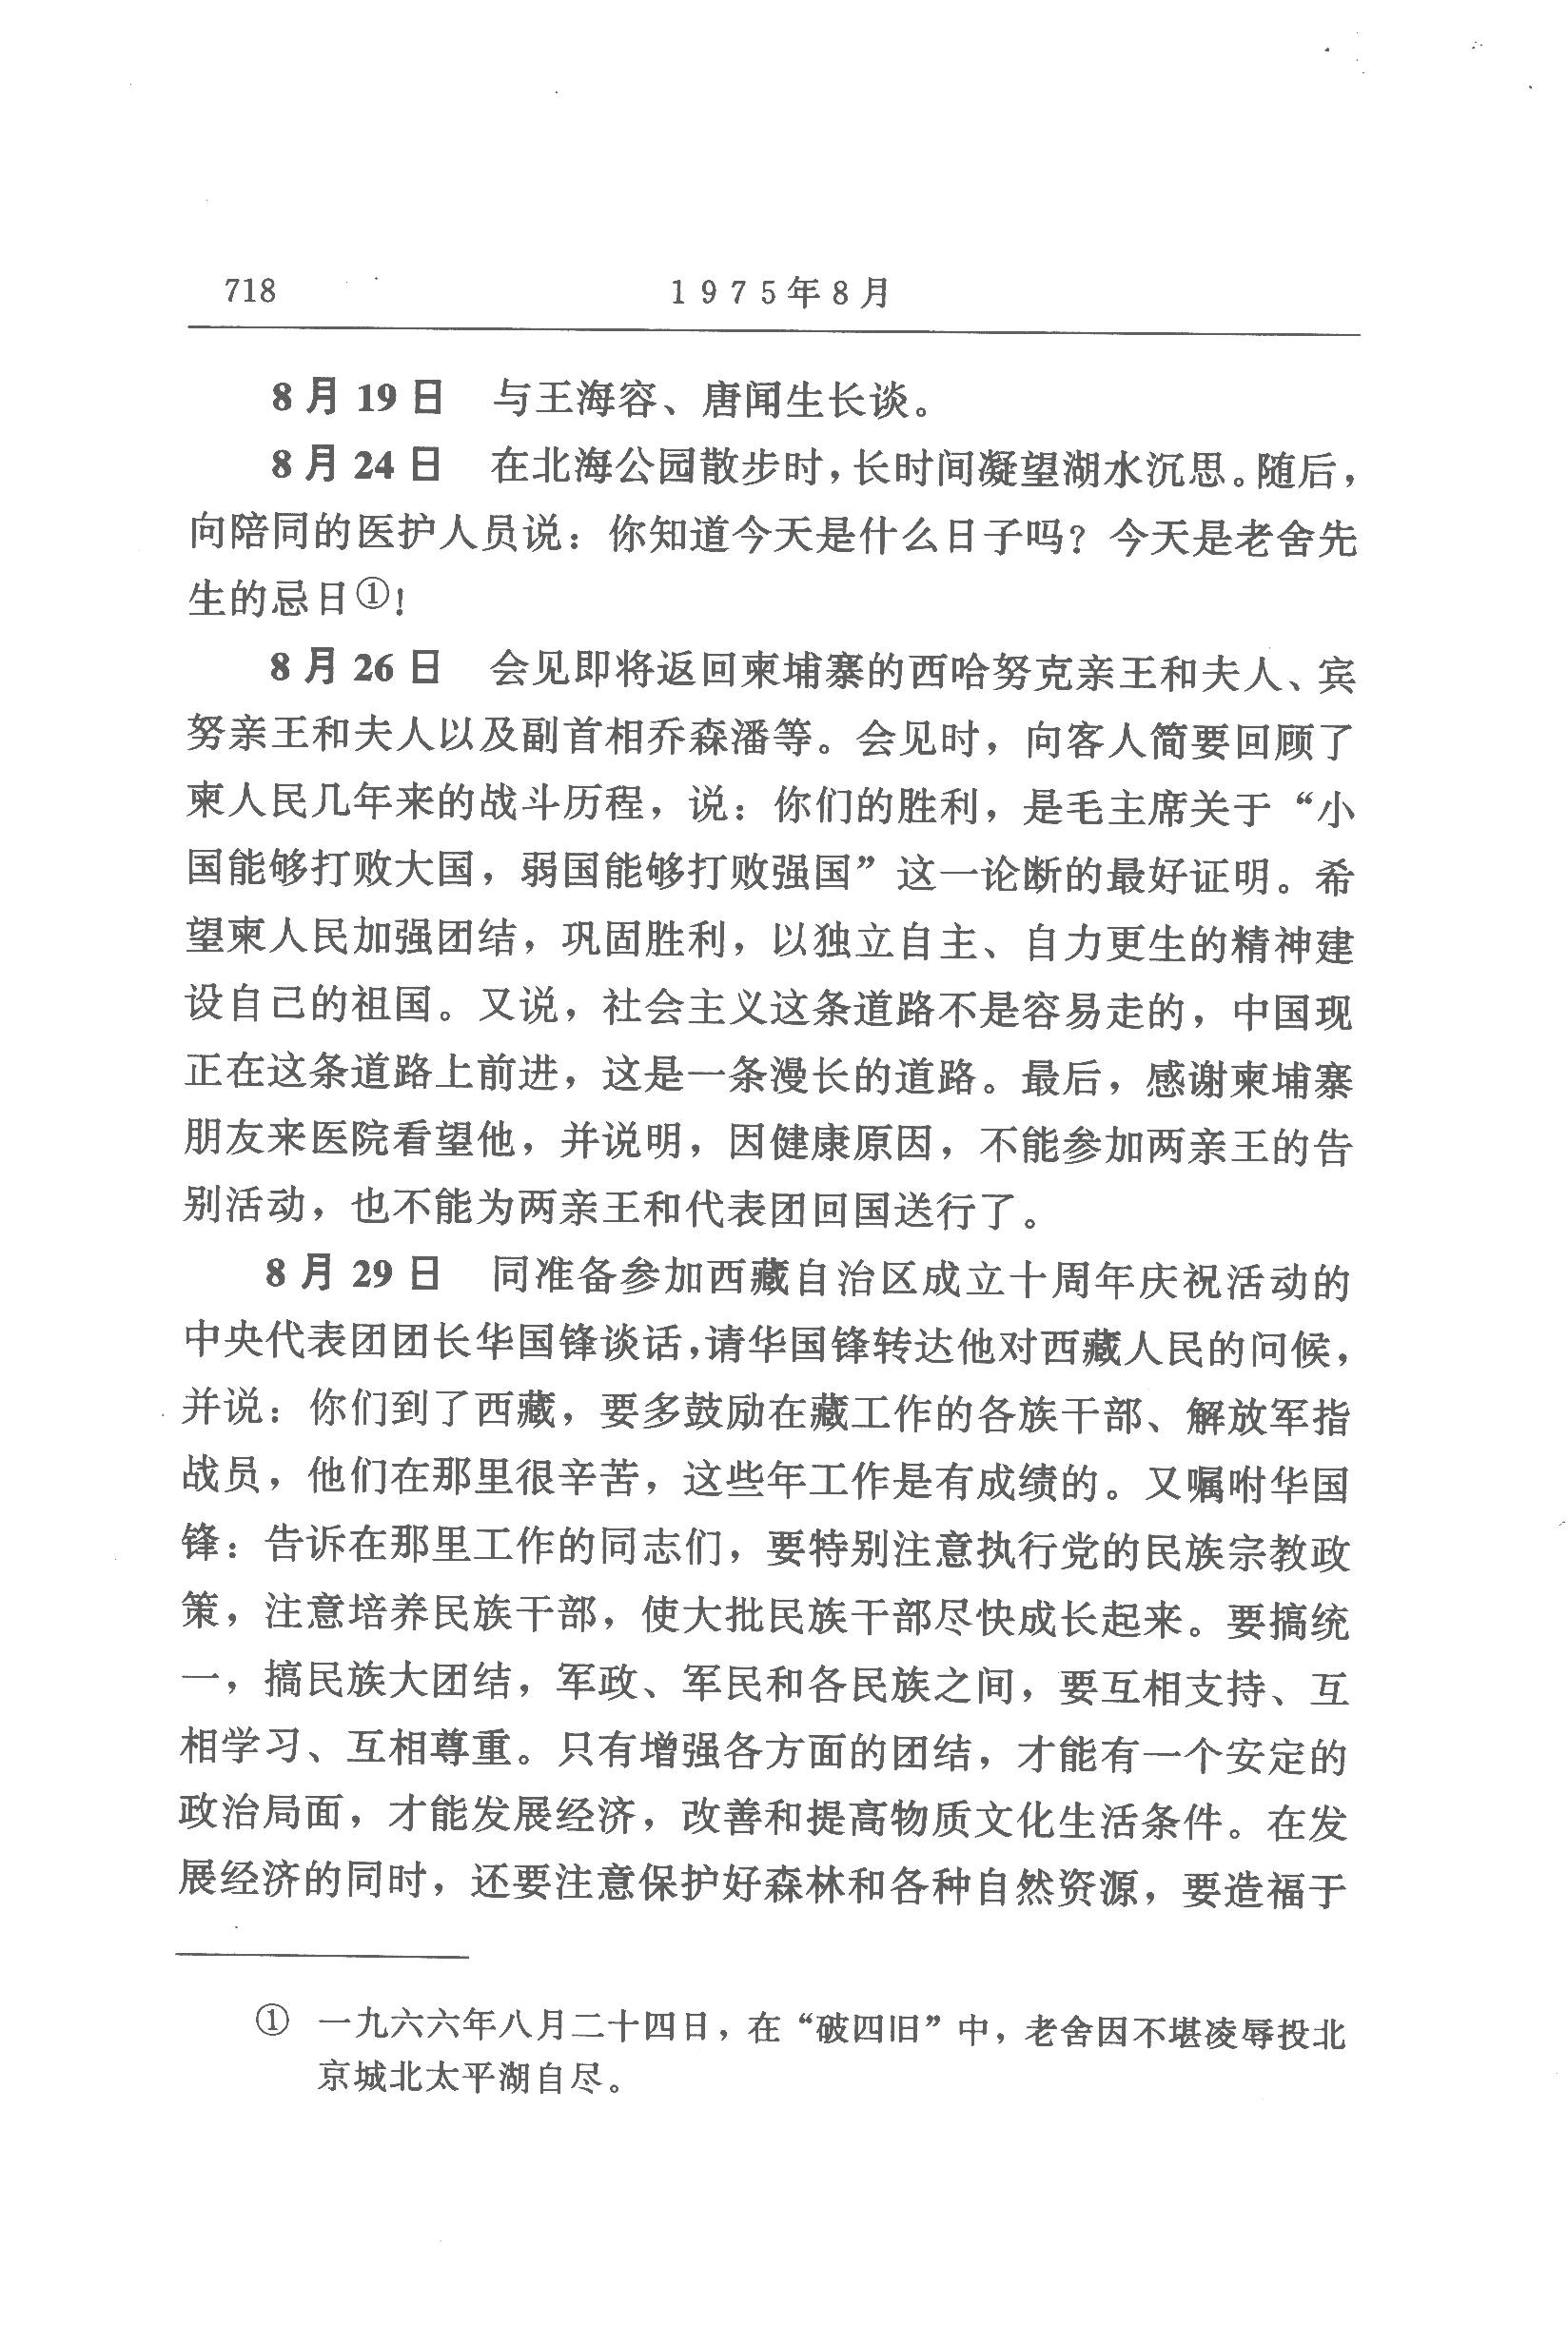 718
1975年8月
8月19日 与王海容、唐闻生长谈。
8月24日 在北海公园散步时,长时间凝望湖水沉思。随后,
向陪同的医护人员说：你知道今天是什么日子吗？今天是老舍先
生的忌日①！
8月26日 会见即将返回柬埔寨的西哈努克亲王和夫人、宾
努亲王和夫人以及副首相乔森潘等。会见时，向客人简要回顾了
柬人民几年来的战斗历程，说：你们的胜利，是毛主席关于“小
国能够打败大国，弱国能够打败强国”这一论断的最好证明。希
望柬人民加强团结，巩固胜利，以独立自主、自力更生的精神建
设自己的祖国。又说，社会主义这条道路不是容易走的，中国现
正在这条道路上前进，这是一条漫长的道路。最后，感谢柬埔寨
朋友来医院看望他，并说明，因健康原因，不能参加两亲王的告
别活动，也不能为两亲王和代表团回国送行了。
8月29日 同准备参加西藏自治区成立十周年庆祝活动的
中央代表团团长华国锋谈话,请华国锋转达他对西藏人民的问候,
并说：你们到了西藏，要多鼓励在藏工作的各族干部、解放军指
战员，他们在那里很辛苦，这些年工作是有成绩的。又嘱咐华国
锋：告诉在那里工作的同志们，要特别注意执行党的民族宗教政
策，注意培养民族干部，使大批民族干部尽快成长起来。要搞统
一，搞民族大团结，军政、军民和各民族之间，要互相支持、互
相学习、互相尊重。只有增强各方面的团结，才能有一个安定的
政治局面，才能发展经济，改善和提高物质文化生活条件。在发
展经济的同时，还要注意保护好森林和各种自然资源，要造福于
① 一九六六年八月二十四日，在“破四旧”中，老舍因不堪凌辱投北
京城北太平湖自尽。